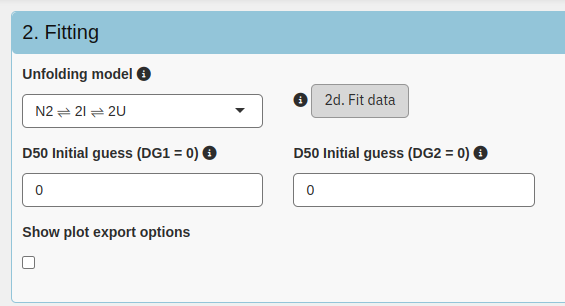 2. Fitting
Unfolding model
N2 ⇌ 2I ⇌ 2U
2d. Fit data
D50 Initial guess (DG1 = 0)
D50 Initial guess (DG2 = 0)
0
0
Show plot export options